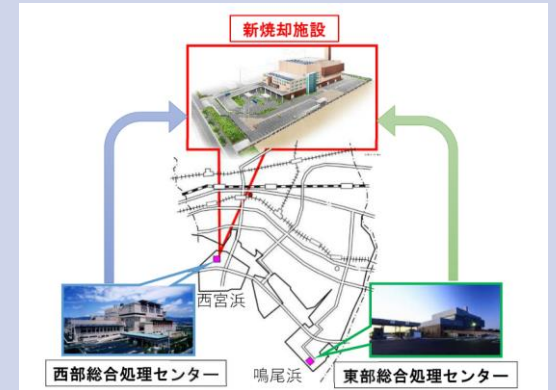 新焼却施設
西宮浜
西部総合処理センター
鳴尾浜
東部総合処理センター